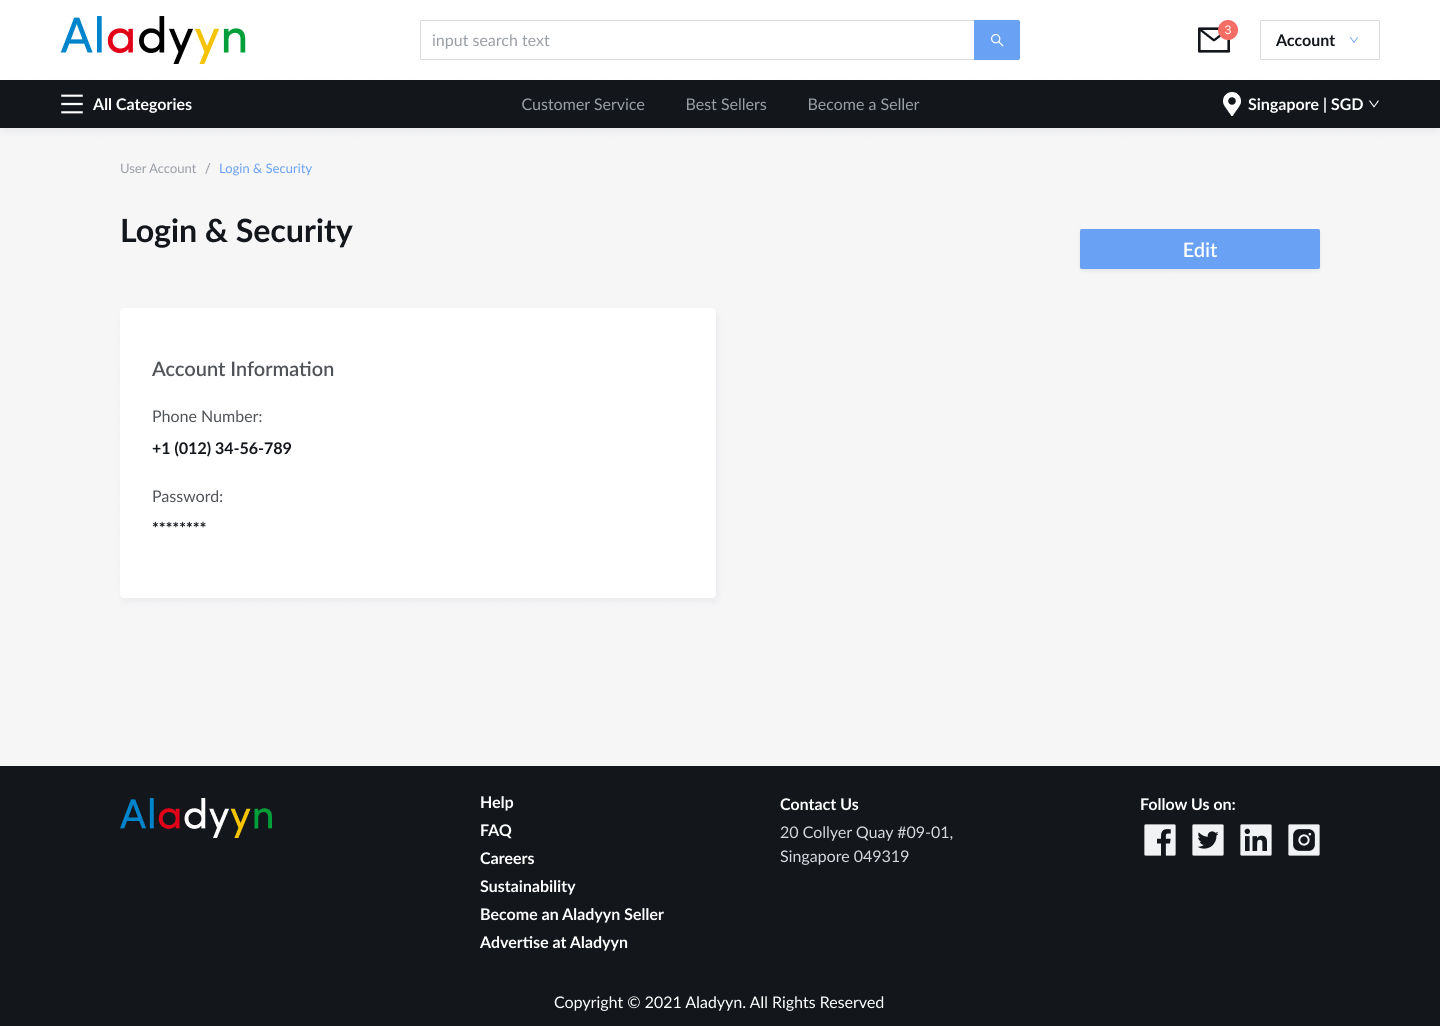 Aladyyn
input search text
3
Account
All Categories
Customer Service
Best Sellers
Become a Seller
Singapore | SGD
User Account / Login & Security
Login & Security
Edit
Account Information
Phone Number:
+1 (012) 34-56-789
Password:
********
Aladyyn
Help
FAQ
Careers
Sustainability
Become an Aladyyn Seller
Advertise at Aladyyn
Contact Us
20 Collyer Quay #09-01,
Singapore 049319
Follow Us on:
Copyright © 2021 Aladyyn. All Rights Reserved